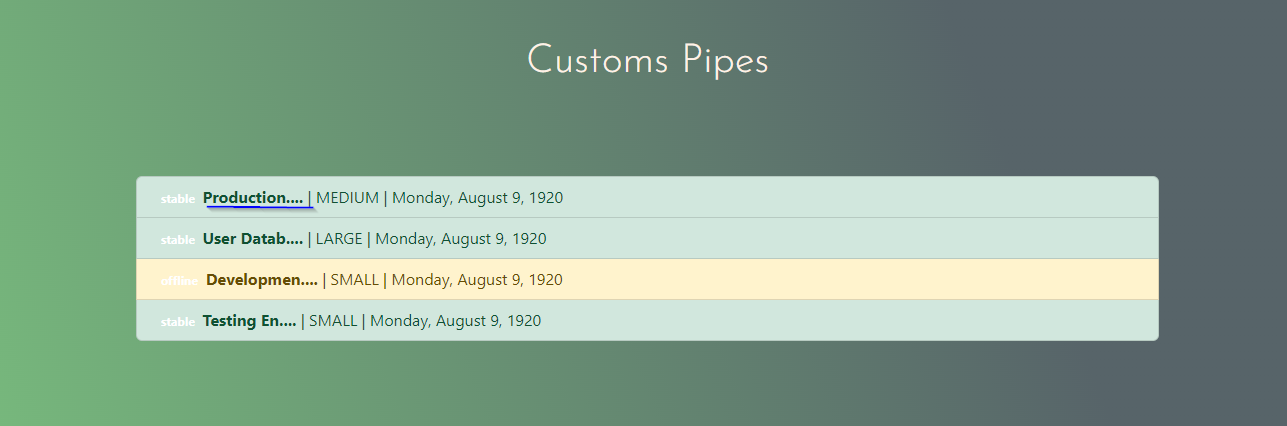 Customs Pipes
stable Production.... | MEDIUM | Monday, August 9, 1920
stable User Datab.... | LARGE | Monday, August 9, 1920
offline Developmen.... | SMALL | Monday, August 9, 1920
stable Testing En.... | SMALL | Monday, August 9, 1920